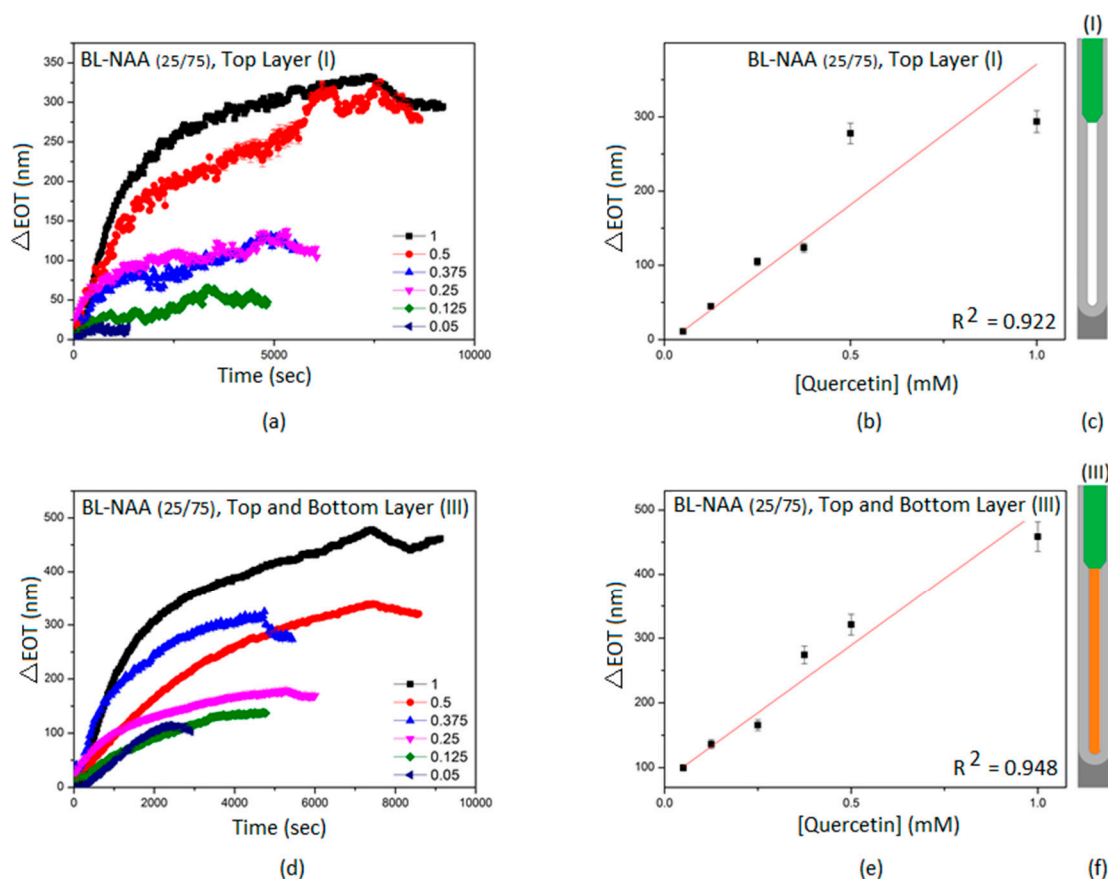 BL-NAA (25/75), Top Layer (I)
△EOT (nm)
350
300
250
200
150
100
50
0
1
0.5
0.375
0.25
0.125
0.05
0
5000
10000
Time (sec)
(a)
BL-NAA (25/75), Top Layer (I)
△EOT (nm)
300
200
100
0
R² = 0.922
0.0
0.5
1.0
[Quercetin] (mM)
(b)
(I)
(c)
BL-NAA (25/75), Top and Bottom Layer (III)
△EOT (nm)
500
400
300
200
100
0
1
0.5
0.375
0.25
0.125
0.05
0
2000
4000
6000
8000
10000
Time (sec)
(d)
BL-NAA (25/75), Top and Bottom Layer (III)
△EOT (nm)
500
400
300
200
100
R² = 0.948
0.0
0.5
1.0
[Quercetin] (mM)
(e)
(III)
(f)